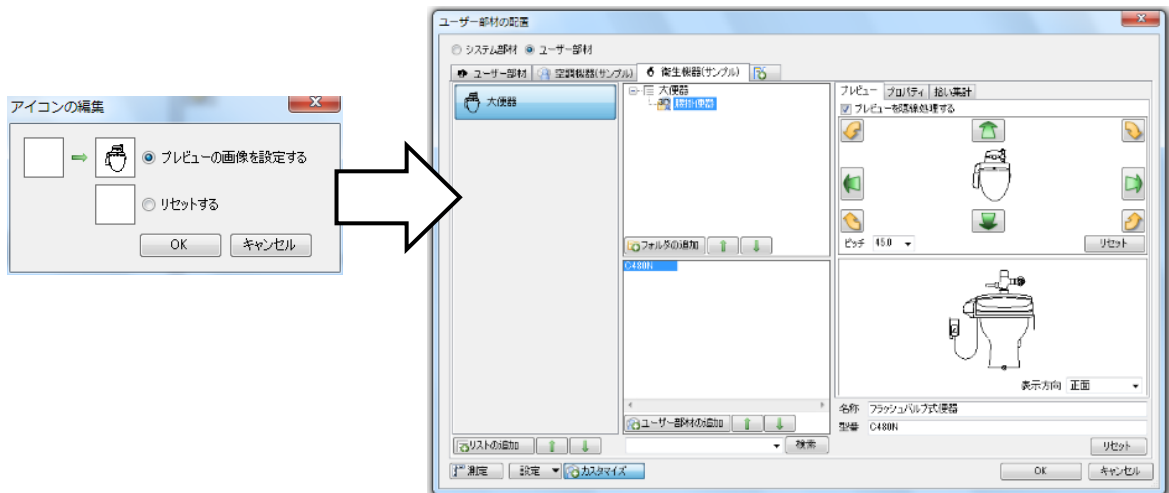 アイコンの編集
プレビューの画像を設定する
リセットする
OK
キャンセル
ユーザー部材の配置
システム部材 ユーザー部材
ユーザー部材 空調機器(サンプル) 衛生機器(サンプル)
大便器
大便器
腰掛便器
フォルダの追加
C480N
ユーザー部材の追加
リストの追加
検索
測定 設定 カスタマイズ
プレビュー プロパティ 拾い集計
プレビューを隠線処理する
ピッチ 45.0
リセット
表示方向 正面
名称 フラッシュバルブ式便器
型番 C480N
リセット
OK キャンセル